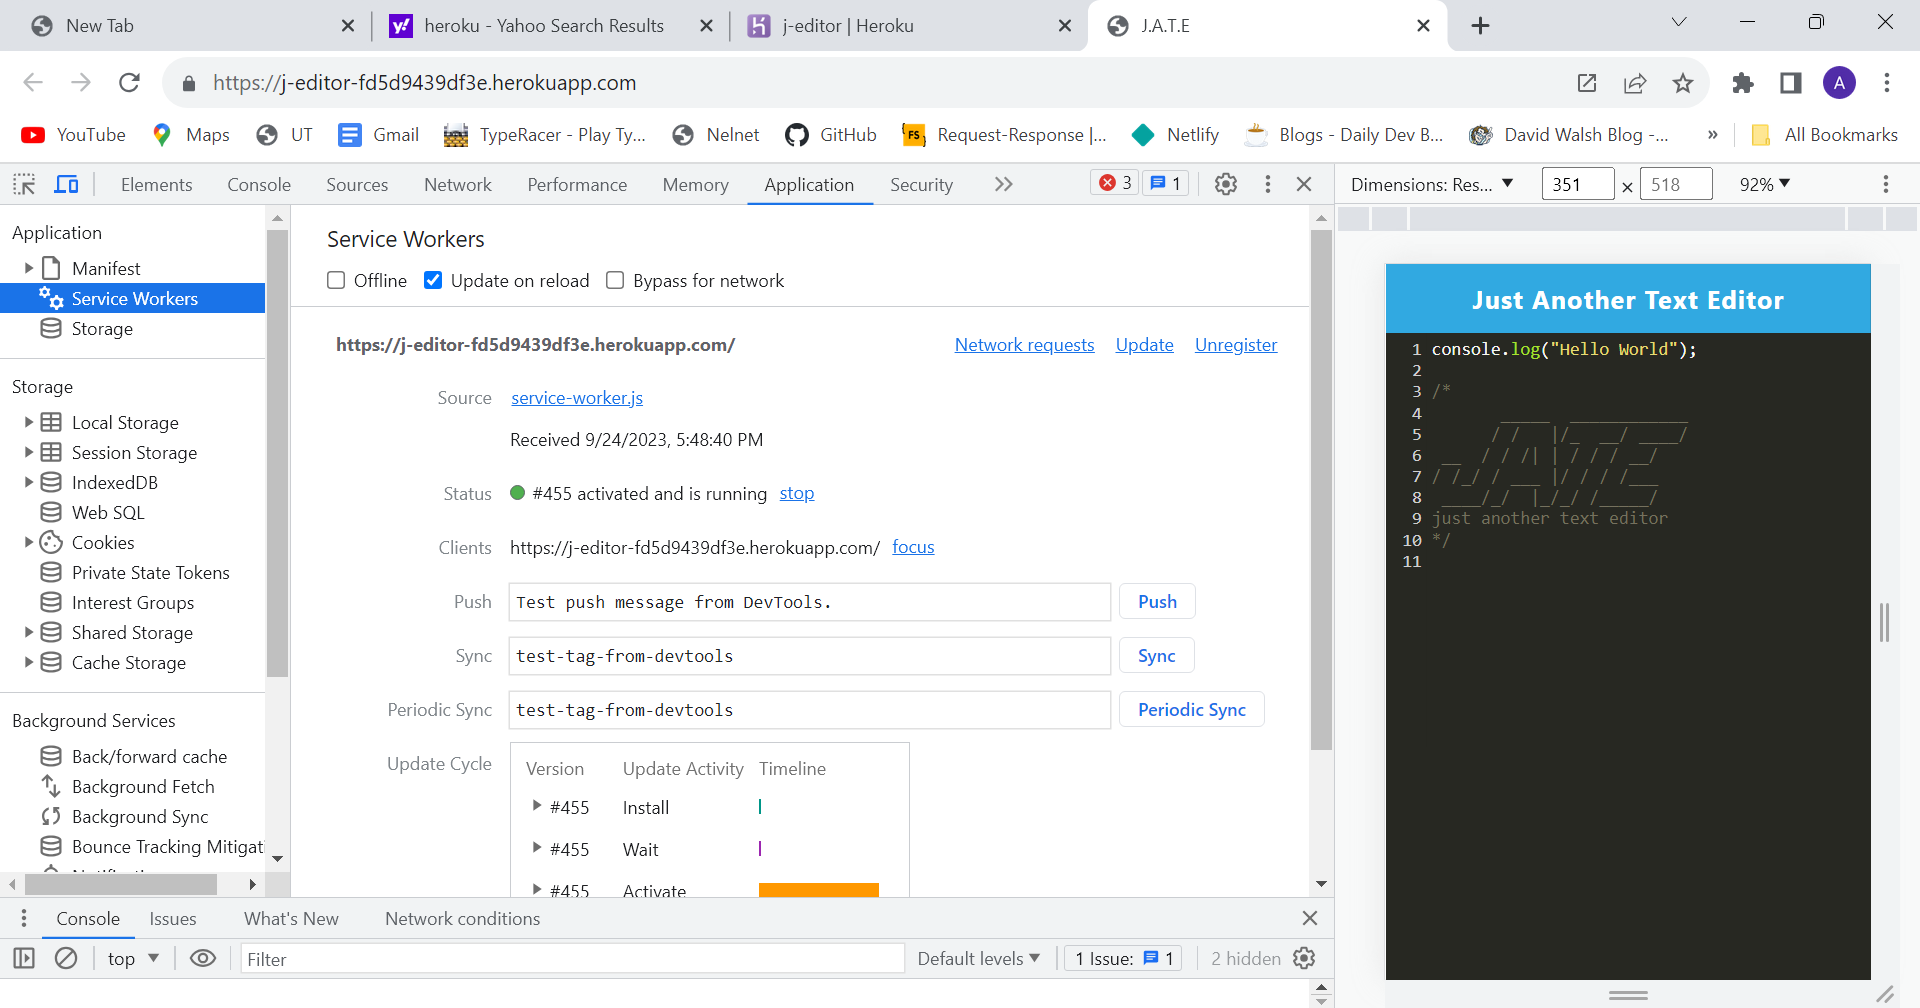 New Tab
heroku - Yahoo Search Results
j-editor | Heroku
J.A.T.E
https://j-editor-fd5d9439df3e.herokuapp.com
A
YouTube
Maps
UT
Gmail
TypeRacer - Play Ty...
Nelnet
GitHub
Request-Response |...
Netlify
Blogs - Daily Dev B...
David Walsh Blog -...
»
All Bookmarks
Elements
Console
Sources
Network
Performance
Memory
Application
Security
3
1
Dimensions: Res...
351
×
518
92%
Application
Manifest
Service Workers
Storage
Storage
Local Storage
Session Storage
IndexedDB
Web SQL
Cookies
Private State Tokens
Interest Groups
Shared Storage
Cache Storage
Background Services
Back/forward cache
Background Fetch
Background Sync
Bounce Tracking Mitigati
Service Workers
Offline
Update on reload
Bypass for network
https://j-editor-fd5d9439df3e.herokuapp.com/
Network requests
Update
Unregister
Source service-worker.js
Received 9/24/2023, 5:48:40 PM
Status #455 activated and is running stop
Clients https://j-editor-fd5d9439df3e.herokuapp.com/ focus
Push Test push message from DevTools. Push
Sync test-tag-from-devtools Sync
Periodic Sync test-tag-from-devtools Periodic Sync
Update Cycle
Version Update Activity Timeline
#455 Install
#455 Wait
#455 Activate
Just Another Text Editor
1 console.log("Hello World");
2
3 /*
4
5
6
7
8
JATE
9 just another text editor
10 */
11
Console
Issues
What's New
Network conditions
top
Filter
Default levels
1 Issue: 1
2 hidden